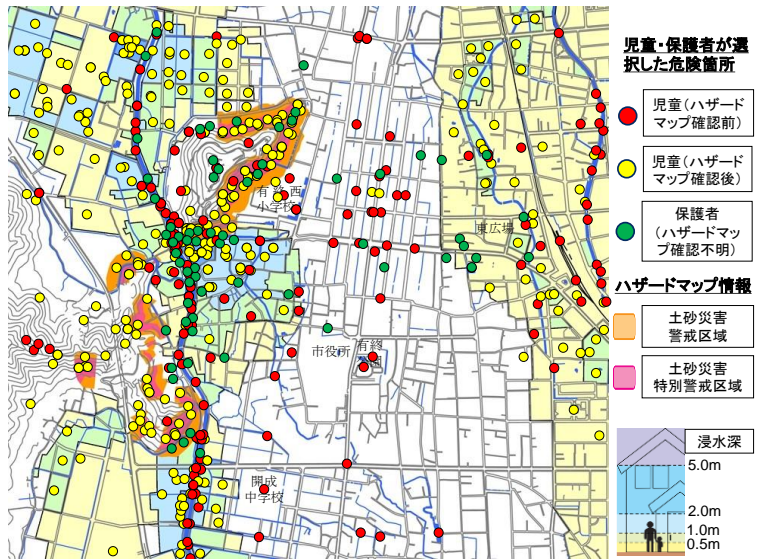 児童・保護者が選
択した危険箇所
児童(ハザード
マップ確認前)
児童(ハザード
マップ確認後)
保護者
(ハザードマッ
プ確認不明)
ハザードマップ情報
土砂災害
警戒区域
土砂災害
特別警戒区域
浸水深
5.0m
2.0m
1.0m
0.5m
西
小学校
東広場
市役所
有終
開成
中学校